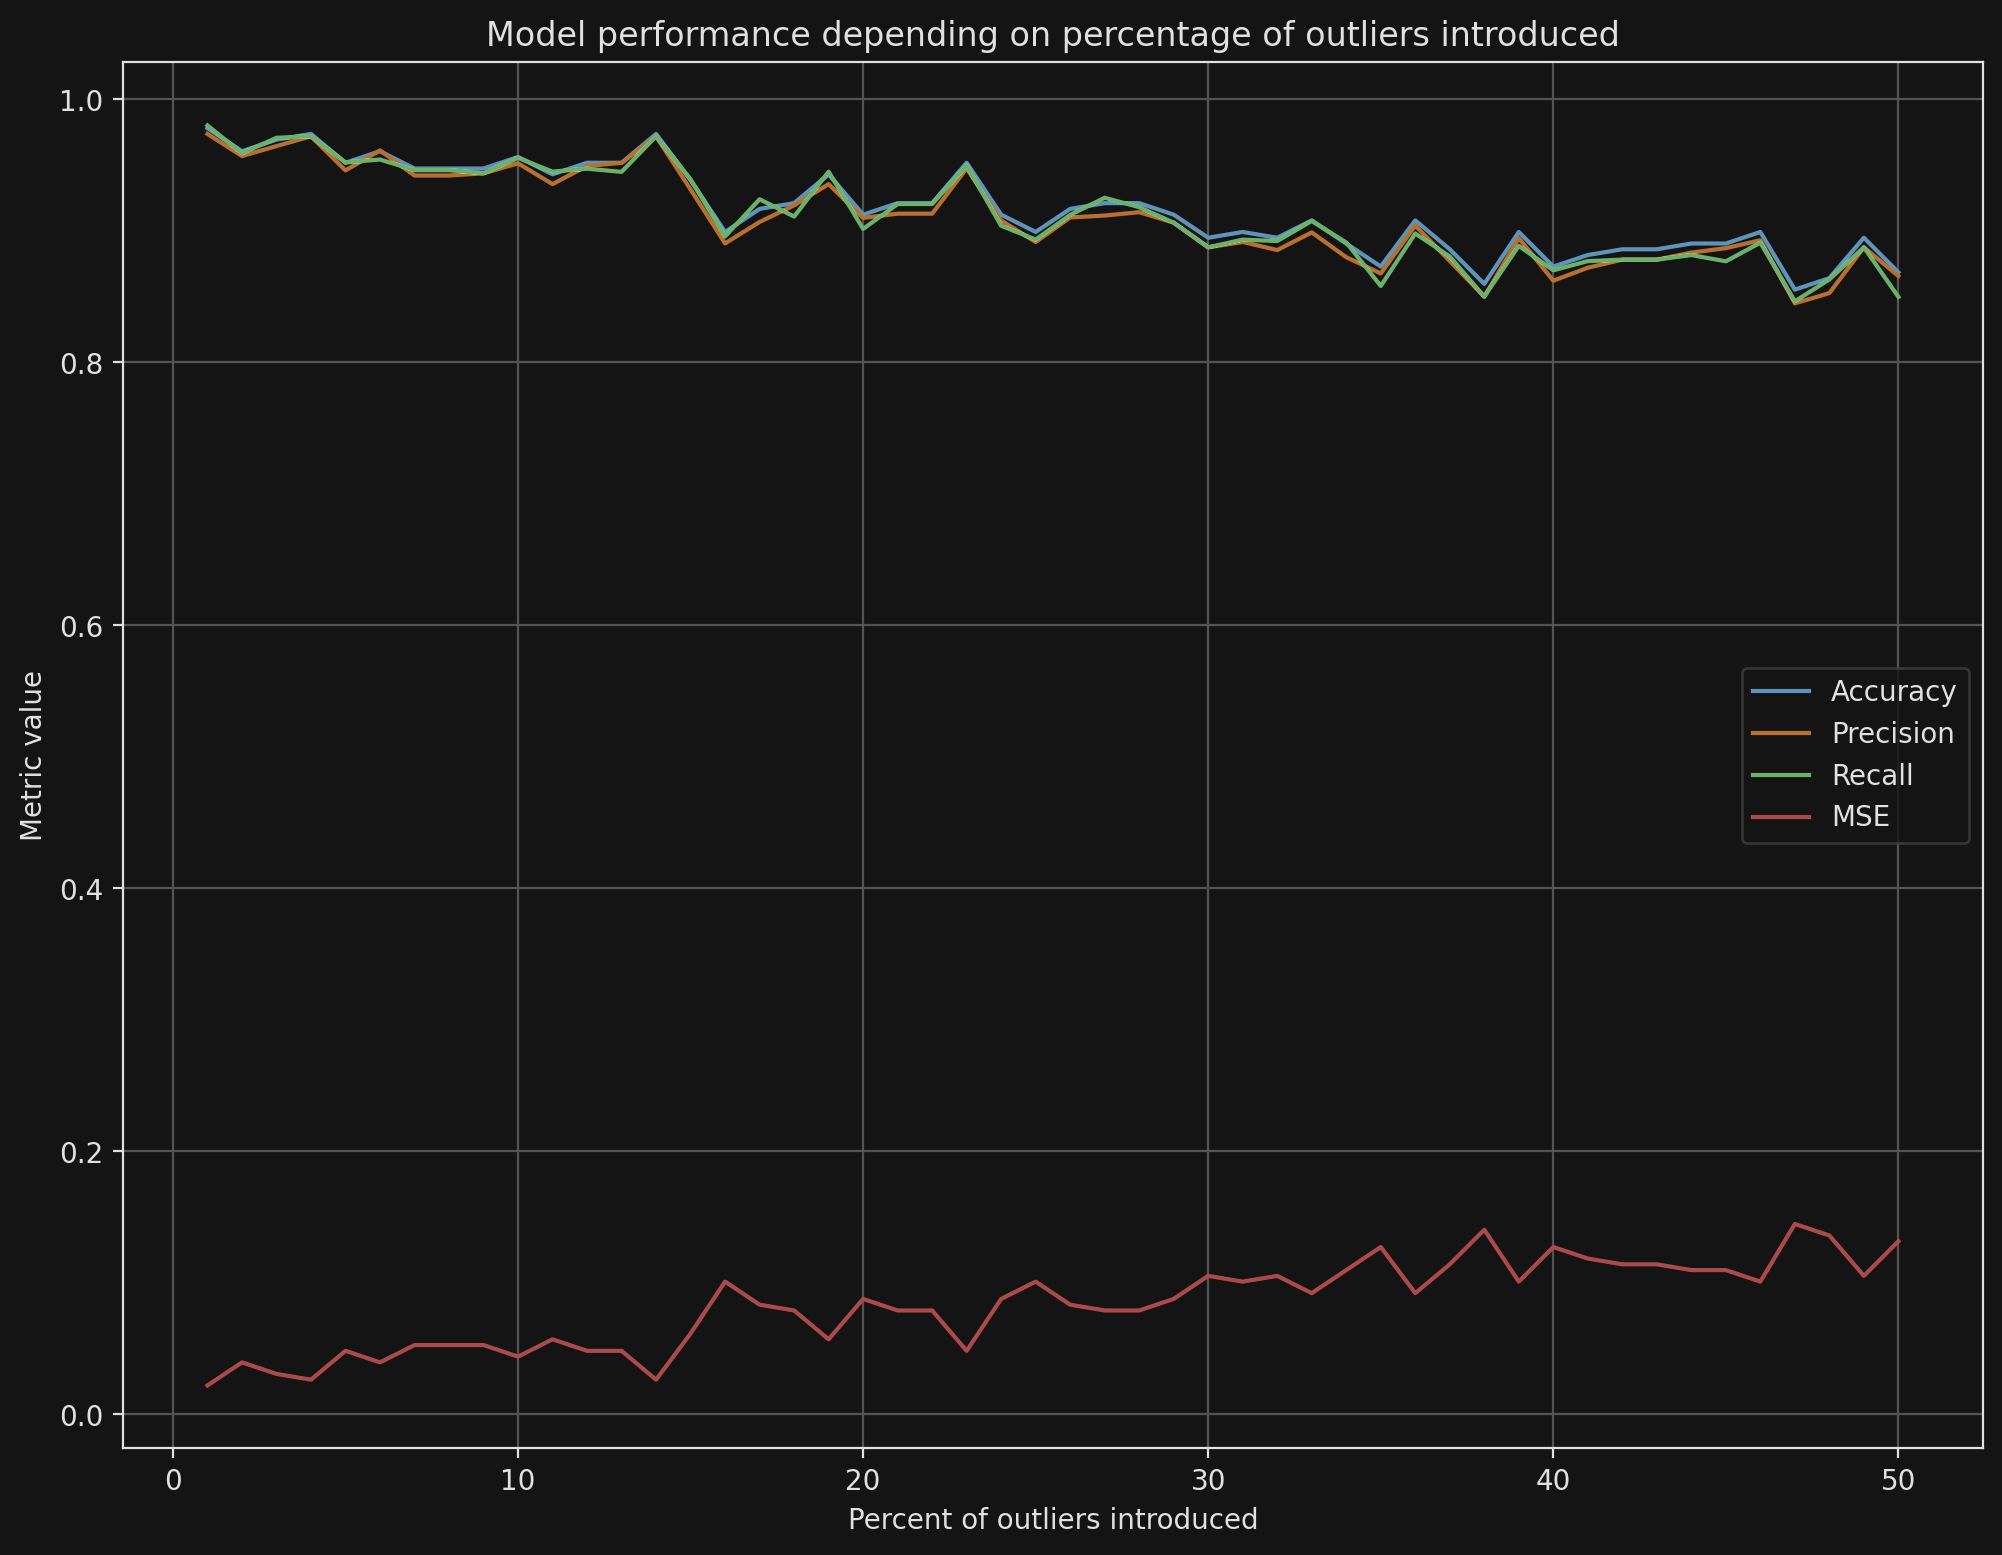 Model performance depending on percentage of outliers introduced
1.0
0.8
0.6
0.4
0.2
0.0
Metric value
Accuracy
Precision
Recall
MSE
0 10 20 30 40 50
Percent of outliers introduced